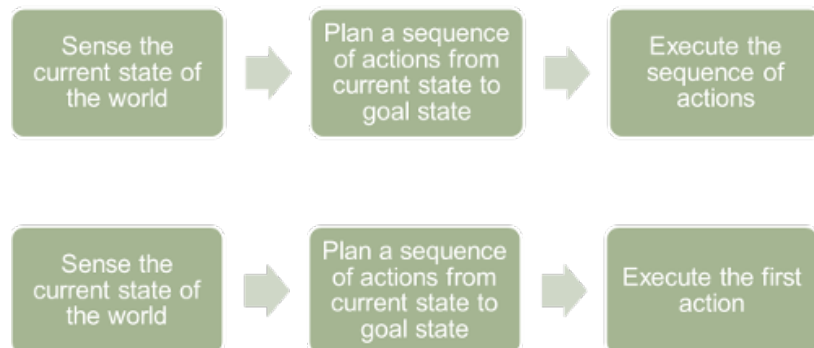 Sense the
current state of
the world
Plan a sequence
of actions from
current state to
goal state
Execute the
sequence of
actions
Sense the
current state of
the world
Plan a sequence
of actions from
current state to
goal state
Execute the first
action